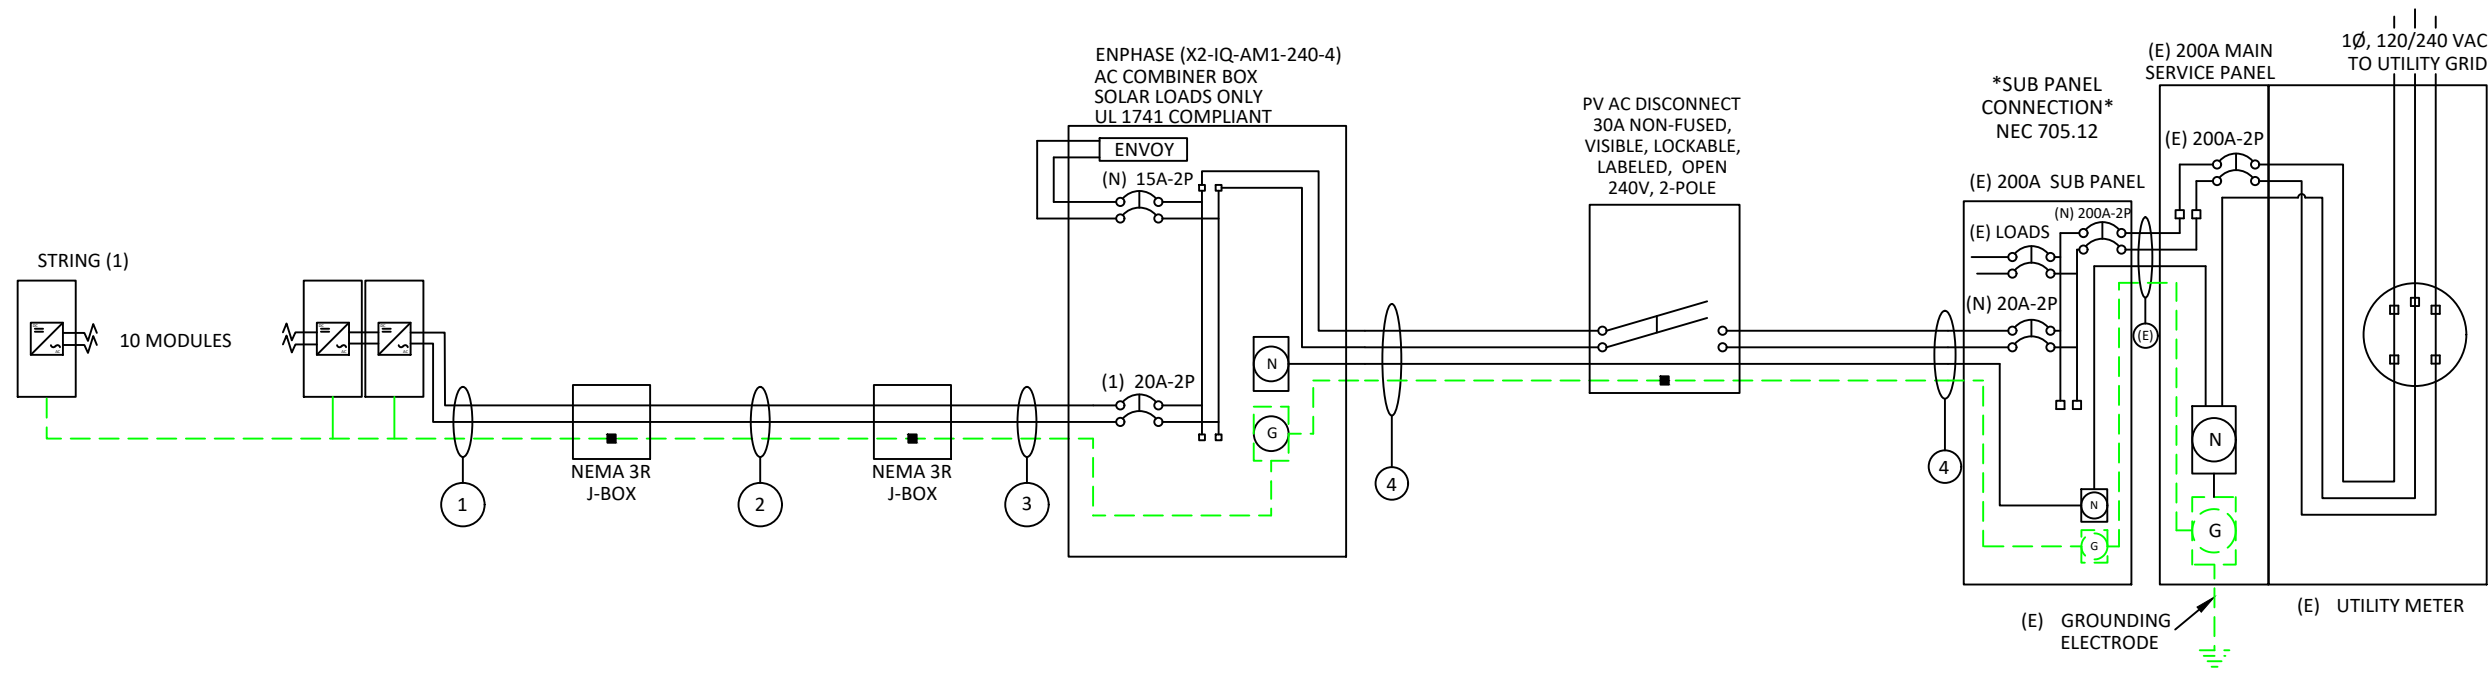 STRING (1)
10 MODULES
1
NEMA 3R
J-BOX
2
NEMA 3R
J-BOX
3
ENPHASE (X2-IQ-AM1-240-4)
AC COMBINER BOX
SOLAR LOADS ONLY
UL 1741 COMPLIANT
ENVOY
(N) 15A-2P
(1) 20A-2P
N
G
4
PV AC DISCONNECT
30A NON-FUSED,
VISIBLE, LOCKABLE,
LABELED, OPEN
240V, 2-POLE
4
*SUB PANEL
CONNECTION*
NEC 705.12
(E) 200A SUB PANEL
(N) 200A-2P
(E) LOADS
(N) 20A-2P
N
G
(E)
(E) 200A MAIN
SERVICE PANEL
(E) 200A-2P
N
G
(E) GROUNDING
ELECTRODE
1Ø, 120/240 VAC
TO UTILITY GRID
(E) UTILITY METER